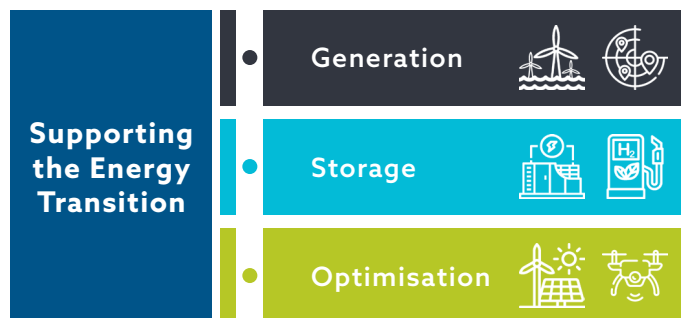 Supporting
the Energy
Transition
Generation
Storage
H₂
Optimisation